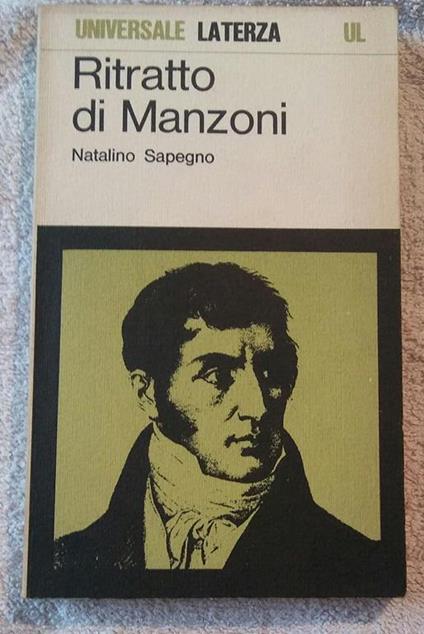 UNIVERSALE LATERZA UL
Ritratto
di Manzoni
Natalino Sapegno